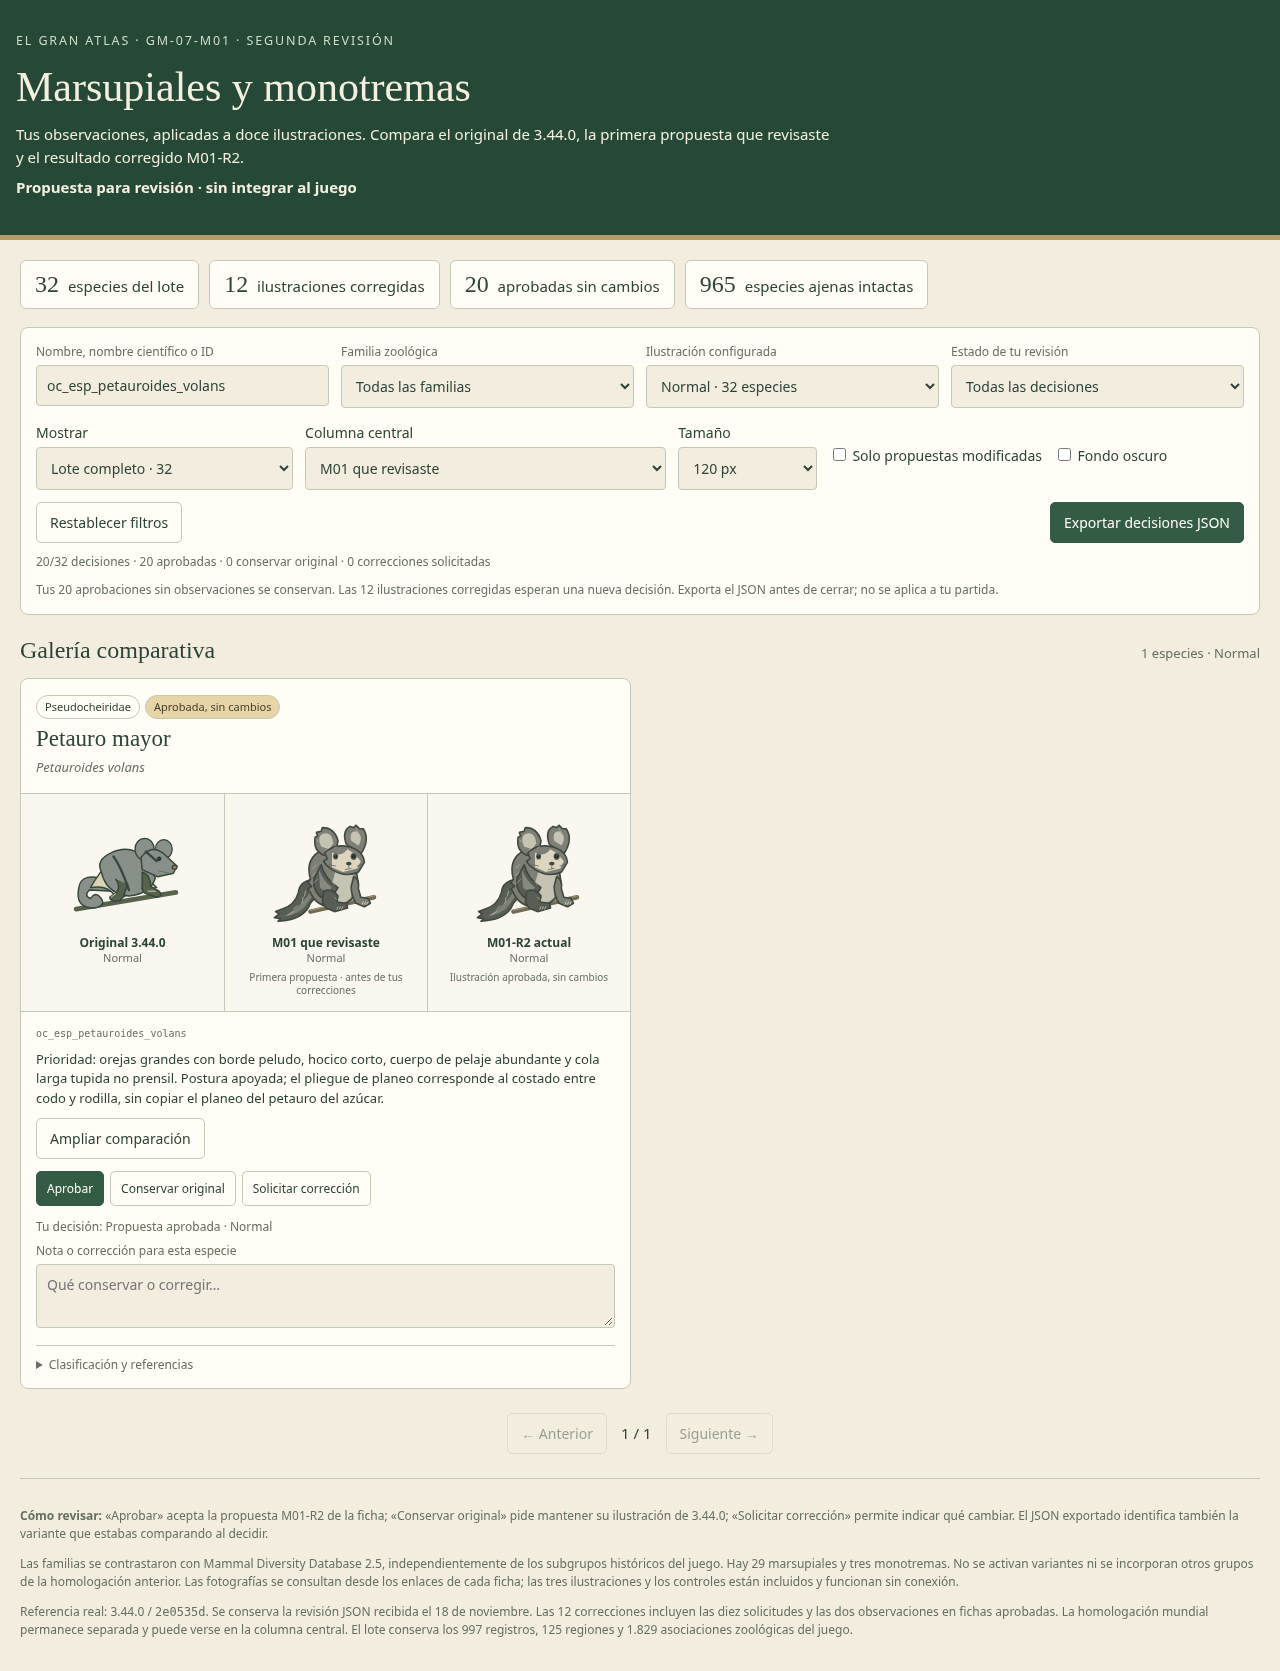 EL GRAN ATLAS · GM-07-M01 · SEGUNDA REVISIÓN
Marsupiales y monotremas
Tus observaciones, aplicadas a doce ilustraciones. Compara el original de 3.44.0, la primera propuesta que revisaste
y el resultado corregido M01-R2.
Propuesta para revisión · sin integrar al juego
32 especies del lote
12 ilustraciones corregidas
20 aprobadas sin cambios
965 especies ajenas intactas
Nombre, nombre científico o ID
oc_esp_petauroides_volans
Familia zoológica
Todas las familias
Ilustración configurada
Normal · 32 especies
Estado de tu revisión
Todas las decisiones
Mostrar
Lote completo · 32
Columna central
M01 que revisaste
Tamaño
120 px
Solo propuestas modificadas
Fondo oscuro
Restablecer filtros
Exportar decisiones JSON
20/32 decisiones · 20 aprobadas · 0 conservar original · 0 correcciones solicitadas
Tus 20 aprobaciones sin observaciones se conservan. Las 12 ilustraciones corregidas esperan una nueva decisión. Exporta el JSON antes de cerrar; no se aplica a tu partida.
Galería comparativa
1 especies · Normal
Pseudocheiridae
Aprobada, sin cambios
Petauro mayor
Petauroides volans
Original 3.44.0
Normal
M01 que revisaste
Normal
Primera propuesta · antes de tus
correcciones
M01-R2 actual
Normal
Ilustración aprobada, sin cambios
oc_esp_petauroides_volans
Prioridad: orejas grandes con borde peludo, hocico corto, cuerpo de pelaje abundante y cola
larga tupida no prensil. Postura apoyada; el pliegue de planeo corresponde al costado entre
codo y rodilla, sin copiar el planeo del petauro del azúcar.
Ampliar comparación
Aprobar
Conservar original
Solicitar corrección
Tu decisión: Propuesta aprobada · Normal
Nota o corrección para esta especie
Qué conservar o corregir...
▶ Clasificación y referencias
← Anterior
1 / 1
Siguiente →
Cómo revisar: «Aprobar» acepta la propuesta M01-R2 de la ficha; «Conservar original» pide mantener su ilustración de 3.44.0; «Solicitar corrección» permite indicar qué cambiar. El JSON exportado identifica también la
variante que estabas comparando al decidir.
Las familias se contrastaron con Mammal Diversity Database 2.5, independientemente de los subgrupos históricos del juego. Hay 29 marsupiales y tres monotremas. No se activan variantes ni se incorporan otros grupos
de la homologación anterior. Las fotografías se consultan desde los enlaces de cada ficha; las tres ilustraciones y los controles están incluidos y funcionan sin conexión.
Referencia real: 3.44.0 / 2e0535d. Se conserva la revisión JSON recibida el 18 de noviembre. Las 12 correcciones incluyen las diez solicitudes y las dos observaciones en fichas aprobadas. La homologación mundial
permanece separada y puede verse en la columna central. El lote conserva los 997 registros, 125 regiones y 1.829 asociaciones zoológicas del juego.